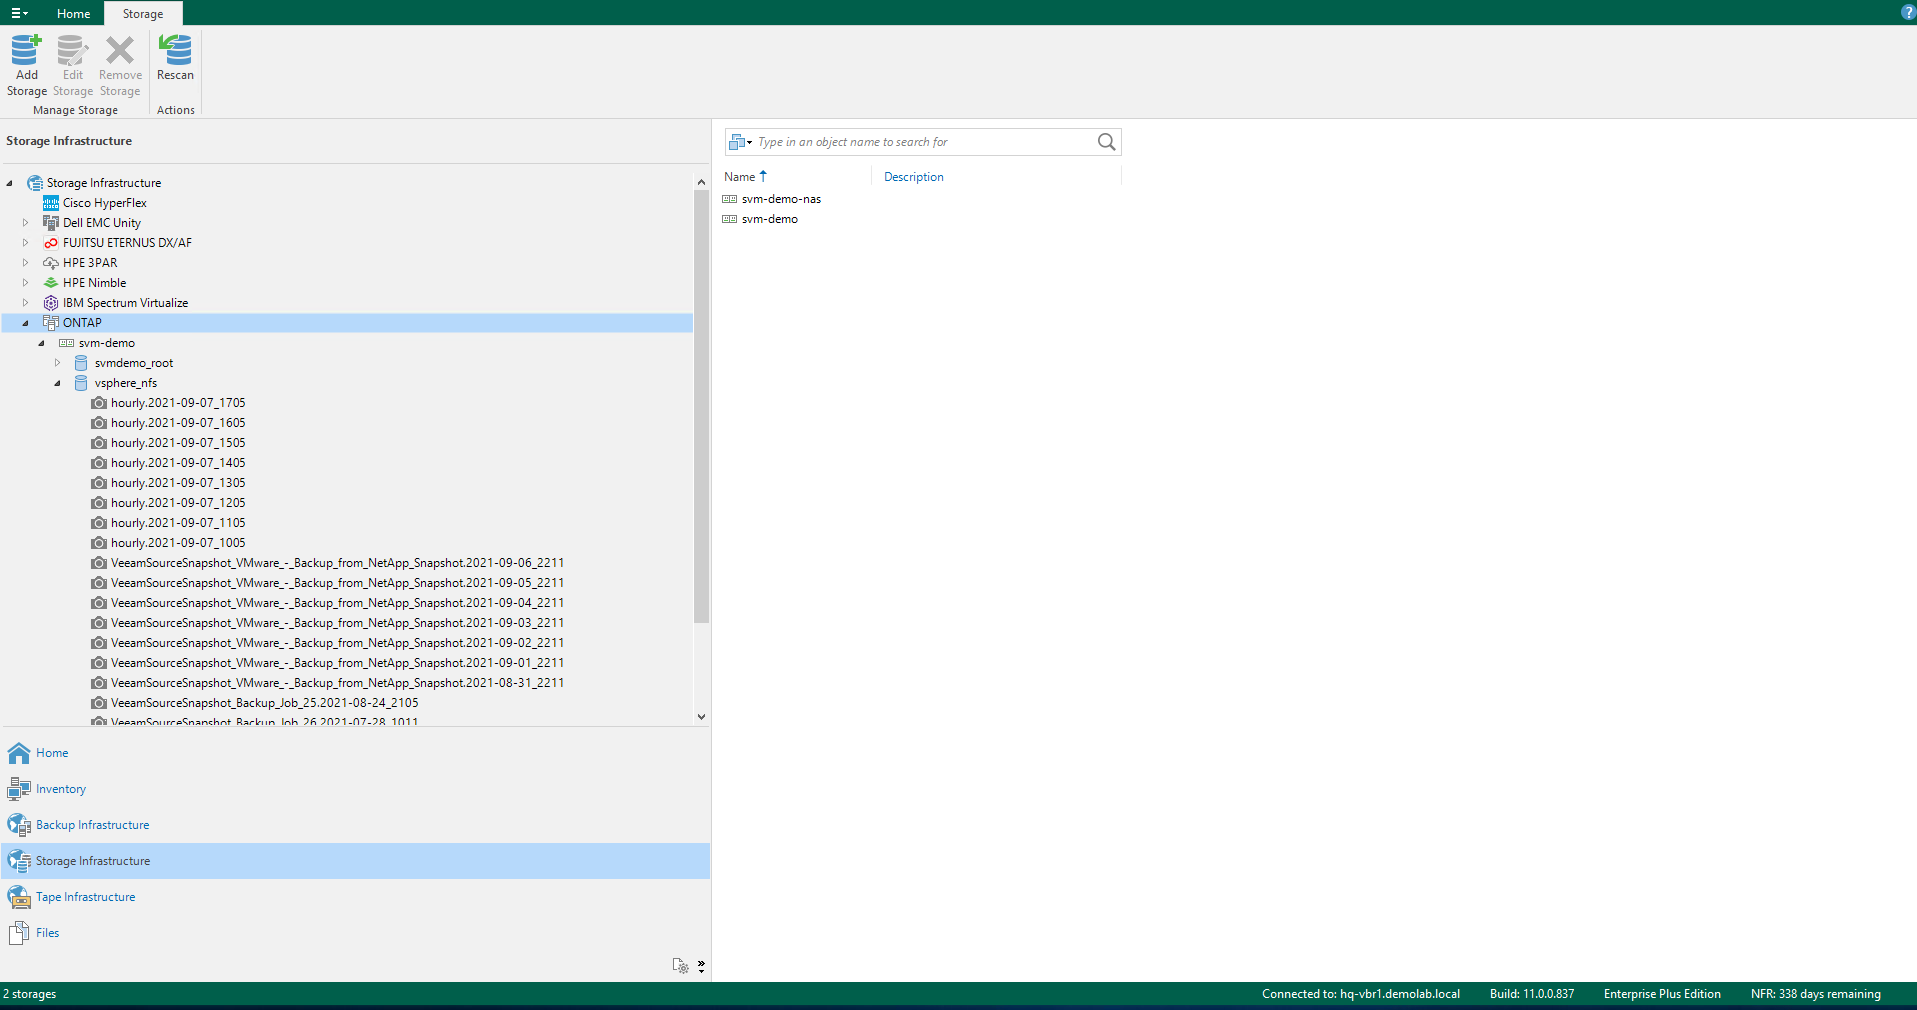 Home
Storage
?
Add Storage
Edit Storage
Remove Storage
Manage Storage
Rescan
Actions
Storage Infrastructure
Storage Infrastructure
Cisco HyperFlex
Dell EMC Unity
FUJITSU ETERNUS DX/AF
HPE 3PAR
HPE Nimble
IBM Spectrum Virtualize
ONTAP
svm-demo
svmdemo_root
vsphere_nfs
hourly.2021-09-07_1705
hourly.2021-09-07_1605
hourly.2021-09-07_1505
hourly.2021-09-07_1405
hourly.2021-09-07_1305
hourly.2021-09-07_1205
hourly.2021-09-07_1105
hourly.2021-09-07_1005
VeeamSourceSnapshot_VMware_-_Backup_from_NetApp_Snapshot.2021-09-06_2211
VeeamSourceSnapshot_VMware_-_Backup_from_NetApp_Snapshot.2021-09-05_2211
VeeamSourceSnapshot_VMware_-_Backup_from_NetApp_Snapshot.2021-09-04_2211
VeeamSourceSnapshot_VMware_-_Backup_from_NetApp_Snapshot.2021-09-03_2211
VeeamSourceSnapshot_VMware_-_Backup_from_NetApp_Snapshot.2021-09-02_2211
VeeamSourceSnapshot_VMware_-_Backup_from_NetApp_Snapshot.2021-09-01_2211
VeeamSourceSnapshot_VMware_-_Backup_from_NetApp_Snapshot.2021-08-31_2211
VeeamSourceSnapshot_Backup_Job_25.2021-08-24_2105
VeeamSourceSnapshot_Backup_Job_26.2021-07-28_1011
Home
Inventory
Backup Infrastructure
Storage Infrastructure
Tape Infrastructure
Files
Type in an object name to search for
Name Description
svm-demo-nas
svm-demo
2 storages
Connected to: hq-vbr1.demolab.local
Build: 11.0.0.837
Enterprise Plus Edition
NFR: 338 days remaining